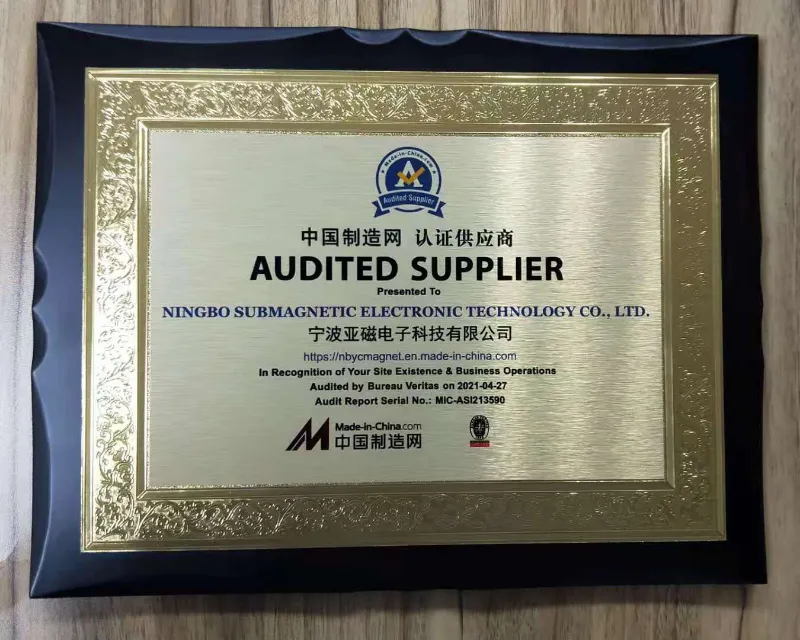 Made-in-China.com
Audited Supplier
中国制造网 认证供应商
AUDITED SUPPLIER
Presented To
NINGBO SUBMAGNETIC ELECTRONIC TECHNOLOGY CO., LTD.
宁波亚磁电子科技有限公司
https://nbycmagnet.en.made-in-china.com
In Recognition of Your Site Existence & Business Operations
Audited by Bureau Veritas on 2021-04-27
Audit Report Serial No.: MIC-ASI213590
Made-in-China.com
中国制造网